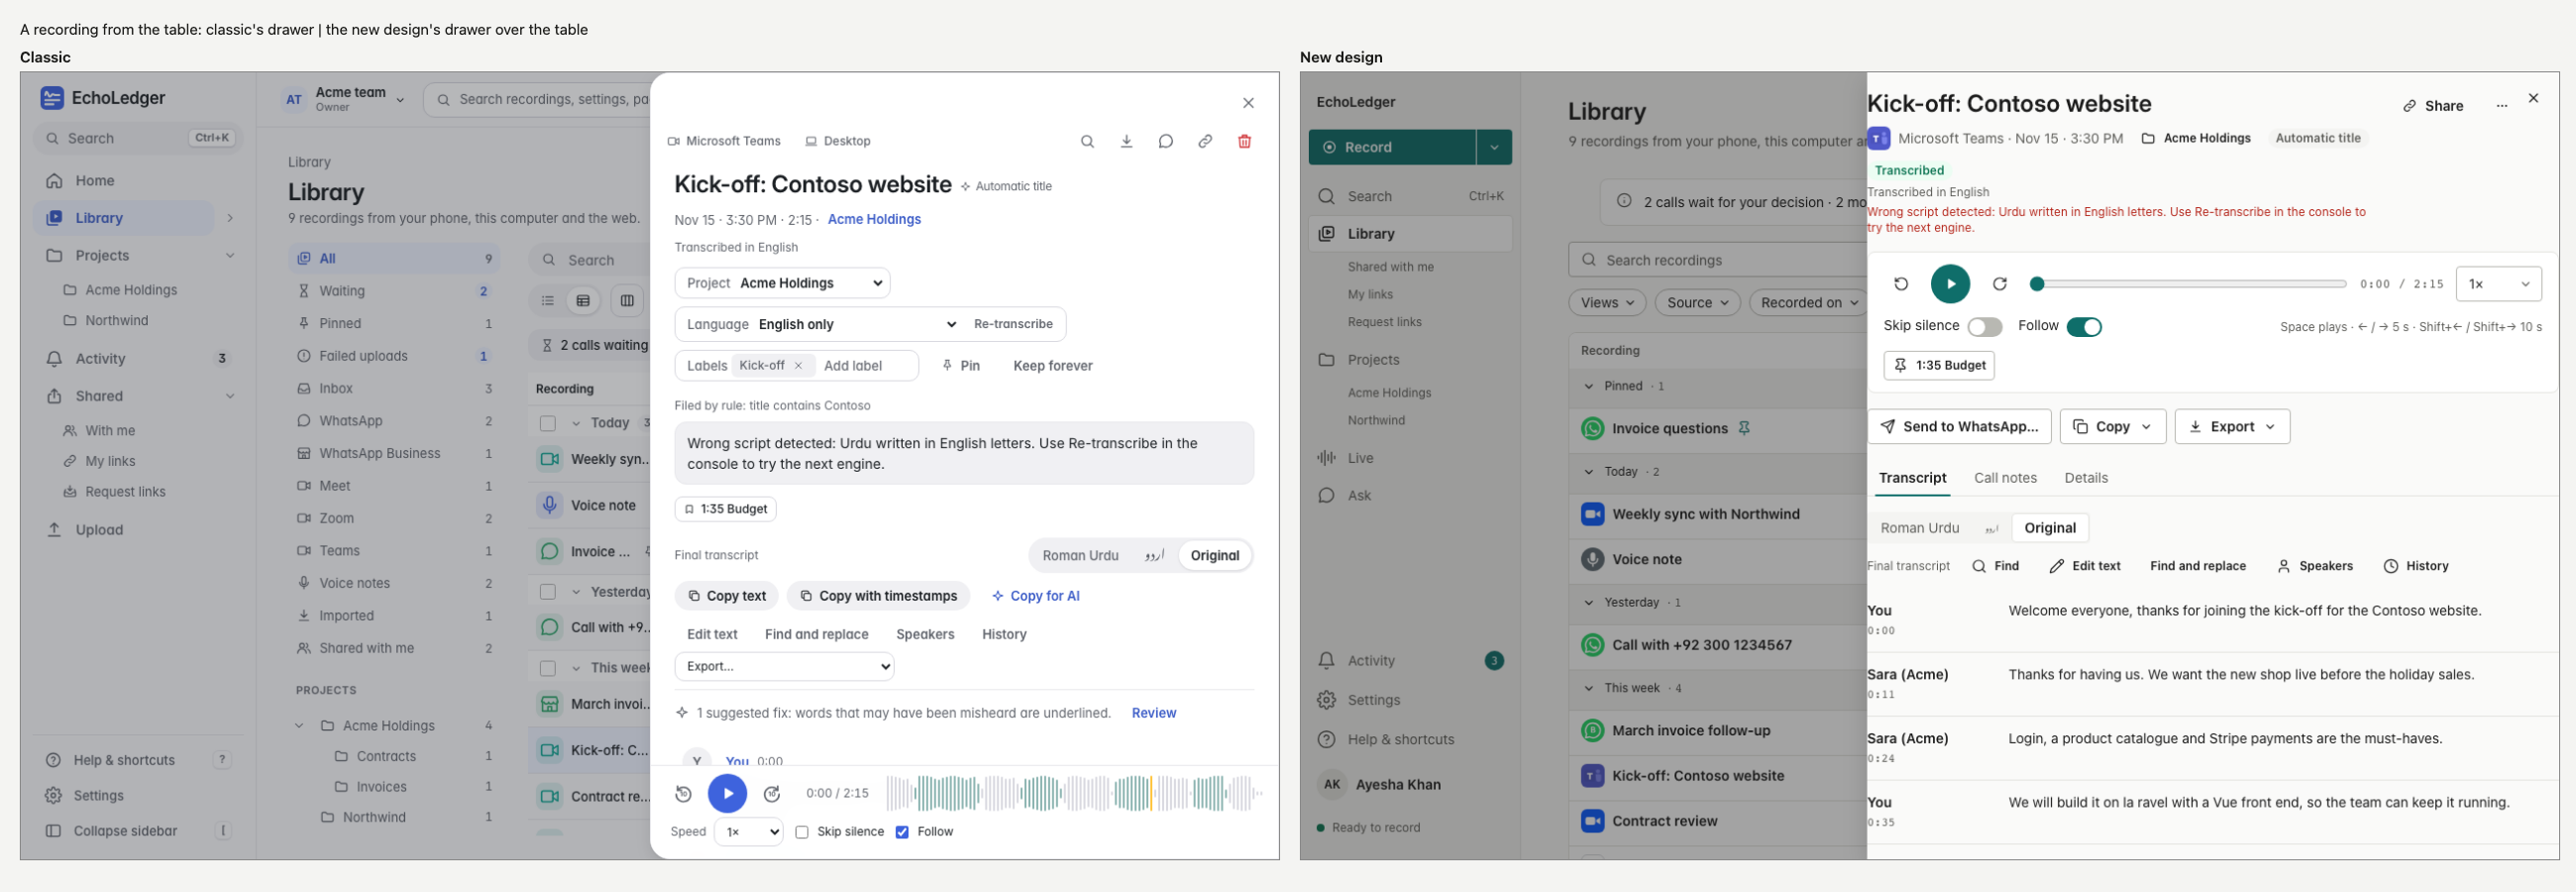 A recording from the table: classic's drawer | the new design's drawer over the table
Classic
EchoLedger
Search Ctrl+K
Home
Library
Projects
Acme Holdings
Northwind
Activity 3
Shared
With me
My links
Request links
Upload
Help & shortcuts ?
Settings
Collapse sidebar [
AT Acme team
Owner
Search recordings, settings, pa
Library
Library
9 recordings from your phone, this computer and the web.
All 9
Waiting 2
Pinned 1
Failed uploads 1
Inbox 3
WhatsApp 2
WhatsApp Business 1
Meet 1
Zoom 2
Teams 1
Voice notes 2
Imported 1
Shared with me 2
PROJECTS
Acme Holdings 4
Contracts 1
Invoices 1
Northwind 1
Search
2 calls waiting
Recording
Today 3
Weekly syn...
Voice note
Invoice ...
Yesterday
Call with +9...
This week
March invoi...
Kick-off: C...
Contract re...
Microsoft Teams Desktop
Kick-off: Contoso website Automatic title
Nov 15 · 3:30 PM · 2:15 · Acme Holdings
Transcribed in English
Project Acme Holdings
Language English only Re-transcribe
Labels Kick-off × Add label Pin Keep forever
Filed by rule: title contains Contoso
Wrong script detected: Urdu written in English letters. Use Re-transcribe in the
console to try the next engine.
1:35 Budget
Final transcript Roman Urdu اردو Original
Copy text Copy with timestamps Copy for AI
Edit text Find and replace Speakers History
Export...
1 suggested fix: words that may have been misheard are underlined. Review
Y You 0:00
10 10 0:00 / 2:15
Speed 1× Skip silence Follow
New design
EchoLedger
Record
Search Ctrl+K
Library
Shared with me
My links
Request links
Projects
Acme Holdings
Northwind
Live
Ask
Activity 3
Settings
Help & shortcuts
AK Ayesha Khan
Ready to record
Library
9 recordings from your phone, this computer a
2 calls wait for your decision · 2 mo
Search recordings
Views Source Recorded on
Recording
Pinned · 1
Invoice questions
Today · 2
Weekly sync with Northwind
Voice note
Yesterday · 1
Call with +92 300 1234567
This week · 4
March invoice follow-up
Kick-off: Contoso website
Contract review
Kick-off: Contoso website Share ...
Microsoft Teams · Nov 15 · 3:30 PM Acme Holdings Automatic title
Transcribed
Transcribed in English
Wrong script detected: Urdu written in English letters. Use Re-transcribe in the console to
try the next engine.
0:00 / 2:15 1×
Skip silence Follow Space plays · ← / → 5 s · Shift+← / Shift+→ 10 s
1:35 Budget
Send to WhatsApp... Copy Export
Transcript Call notes Details
Roman Urdu اردو Original
Final transcript Find Edit text Find and replace Speakers History
You Welcome everyone, thanks for joining the kick-off for the Contoso website.
0:00
Sara (Acme) Thanks for having us. We want the new shop live before the holiday sales.
0:11
Sara (Acme) Login, a product catalogue and Stripe payments are the must-haves.
0:24
You We will build it on la ravel with a Vue front end, so the team can keep it running.
0:35